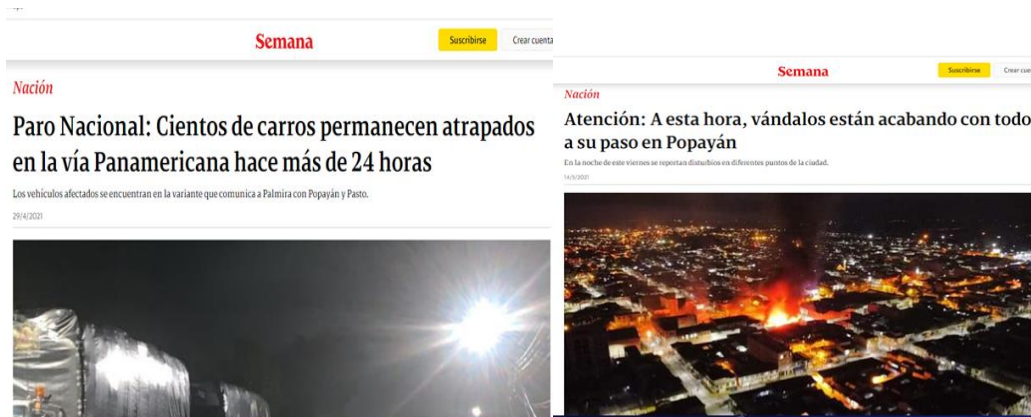 Semana
Suscribirse
Crear cuenta
Nación
Paro Nacional: Cientos de carros permanecen atrapados
en la vía Panamericana hace más de 24 horas
Los vehículos afectados se encuentran en la variante que comunica a Palmira con Popayán y Pasto.
29/4/2021
Semana
Suscribirse
Crear cue
Nación
Atención: A esta hora, vándalos están acabando con todo
a su paso en Popayán
En la noche de este viernes se reportan disturbios en diferentes puntos de la ciudad.
14/5/2021